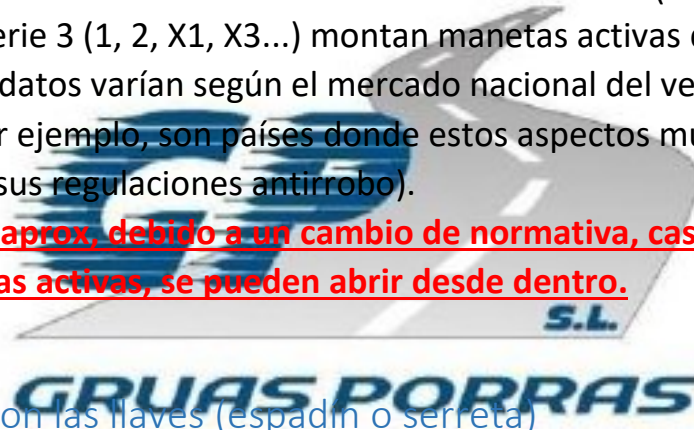 erie 3 (1, 2, X1, X3...) montan manetas activas
datos varían según el mercado nacional del ve
r ejemplo, son países donde estos aspectos mu
sus regulaciones antirrobo).
aprox, debido a un cambio de normativa, cas
as activas, se pueden abrir desde dentro.
GP
S.L.
GRUAS PORRAS
on las llaves (espadín o serreta)